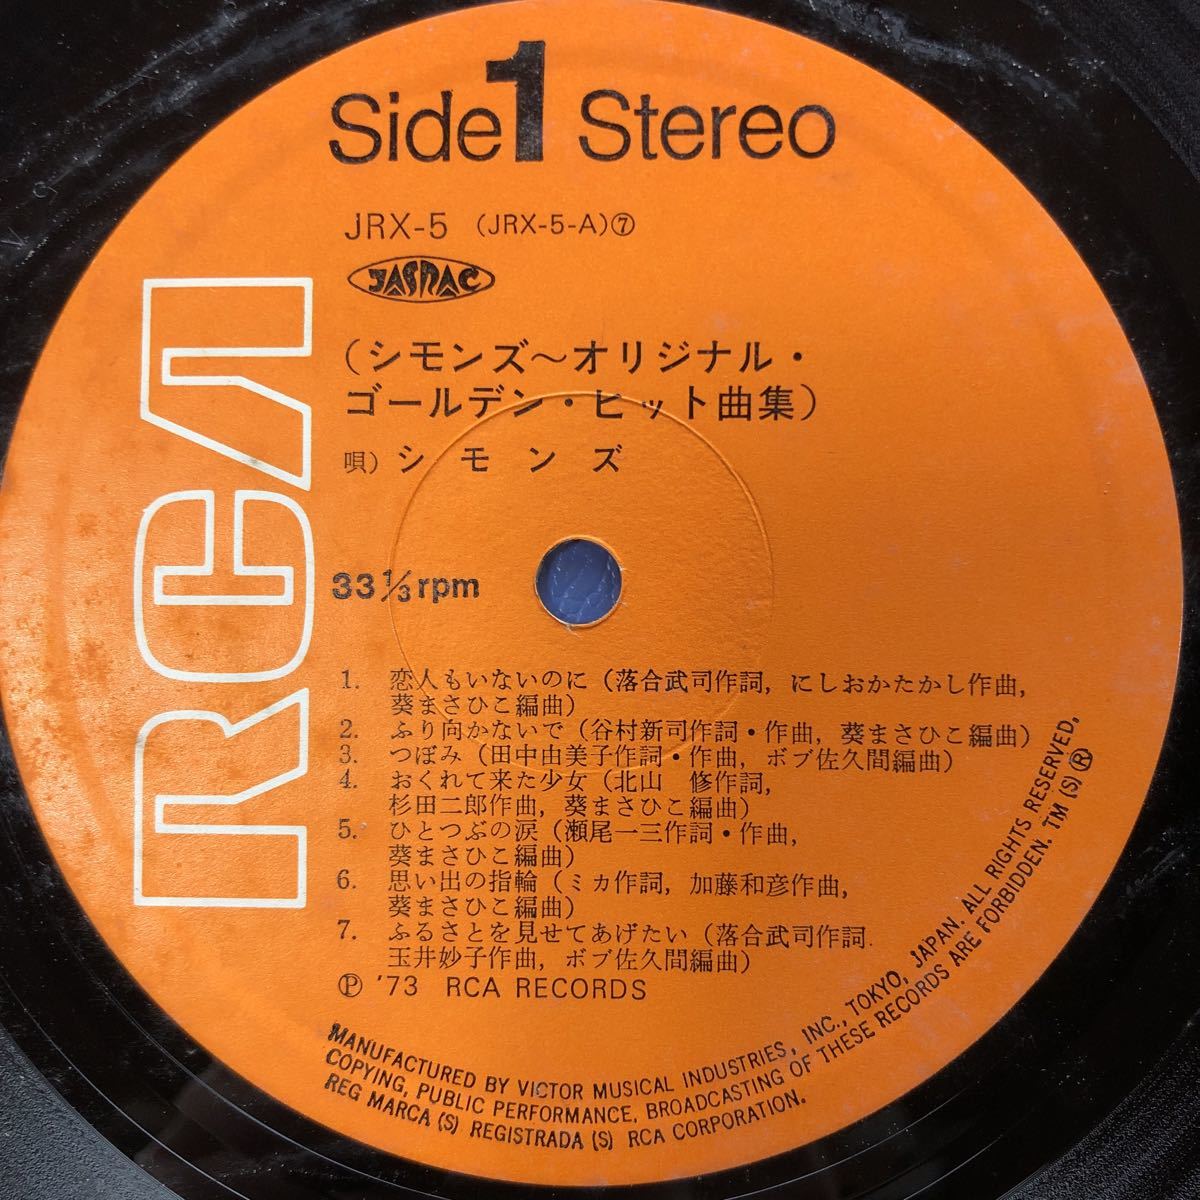 Side 1 Stereo
JRX-5 (JRX-5-A)⑦
JASRAC
(シモンズ〜オリジナル・
ゴールデン・ヒット曲集)
唄) シモンズ
RCA
33 1/3 rpm
1. 恋人もいないのに (落合武司作詞, にしおかたかし作曲,
葵まさひこ編曲)
2. ふり向かないで (谷村新司作詞・作曲, 葵まさひこ編曲)
3. つぼみ (田中由美子作詞・作曲, ボブ佐久間編曲)
4. おくれて来た少女 (北山 修作詞,
杉田二郎作曲, 葵まさひこ編曲)
5. ひとつぶの涙 (瀬尾一三作詞・作曲,
葵まさひこ編曲)
6. 思い出の指輪 (ミカ作詞, 加藤和彦作曲,
葵まさひこ編曲)
7. ふるさとを見せてあげたい (落合武司作詞,
玉井妙子作曲, ボブ佐久間編曲)
Ⓟ '73 RCA RECORDS
MANUFACTURED BY VICTOR MUSICAL INDUSTRIES, INC., TOKYO, JAPAN. ALL RIGHTS RESERVED.
COPYING, PUBLIC PERFORMANCE, BROADCASTING OF THESE RECORDS ARE FORBIDDEN. TM (S) ®
REG MARCA (S) REGISTRADA (S) RCA CORPORATION.